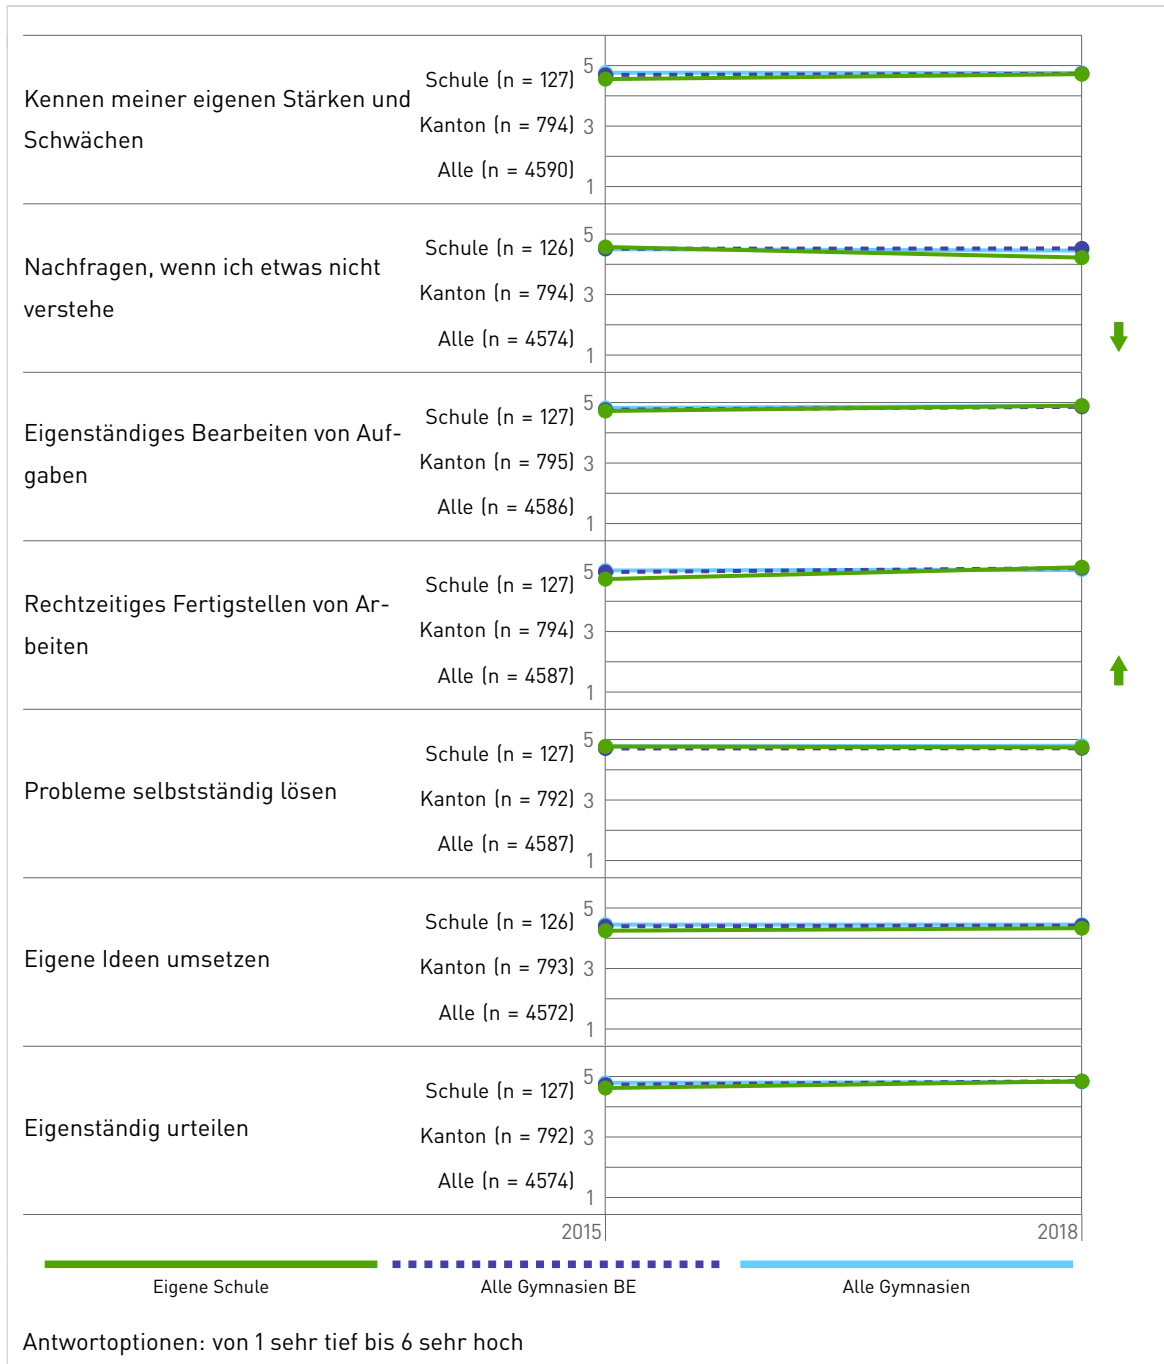 Kennen meiner eigenen Stärken und
Schwächen
Schule (n = 127)
Kanton (n = 794)
Alle (n = 4590)
5
3
1
Nachfragen, wenn ich etwas nicht
verstehe
Schule (n = 126)
Kanton (n = 794)
Alle (n = 4574)
5
3
1
Eigenständiges Bearbeiten von Auf-
gaben
Schule (n = 127)
Kanton (n = 795)
Alle (n = 4586)
5
3
1
Rechtzeitiges Fertigstellen von Ar-
beiten
Schule (n = 127)
Kanton (n = 794)
Alle (n = 4587)
5
3
1
Probleme selbstständig lösen
Schule (n = 127)
Kanton (n = 792)
Alle (n = 4587)
5
3
1
Eigene Ideen umsetzen
Schule (n = 126)
Kanton (n = 793)
Alle (n = 4572)
5
3
1
Eigenständig urteilen
Schule (n = 127)
Kanton (n = 792)
Alle (n = 4574)
5
3
1
2015
2018
Eigene Schule
Alle Gymnasien BE
Alle Gymnasien
Antwortoptionen: von 1 sehr tief bis 6 sehr hoch